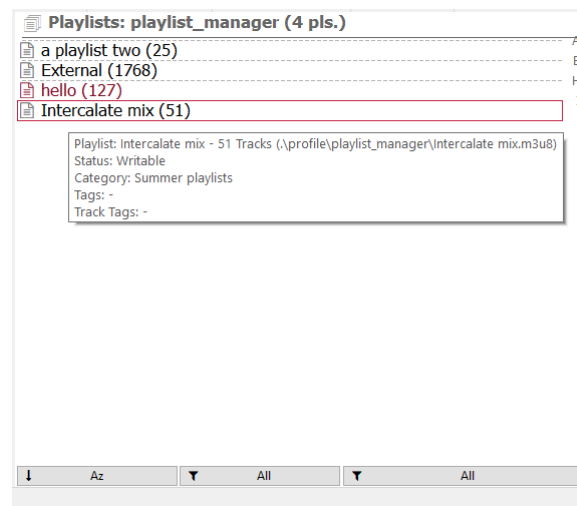 Playlists: playlist_manager (4 pls.)
a playlist two (25)
External (1768)
hello (127)
Intercalate mix (51)
Playlist: Intercalate mix - 51 Tracks (.\profile\playlist_manager\Intercalate mix.m3u8)
Status: Writable
Category: Summer playlists
Tags: -
Track Tags: -
Az
All
All